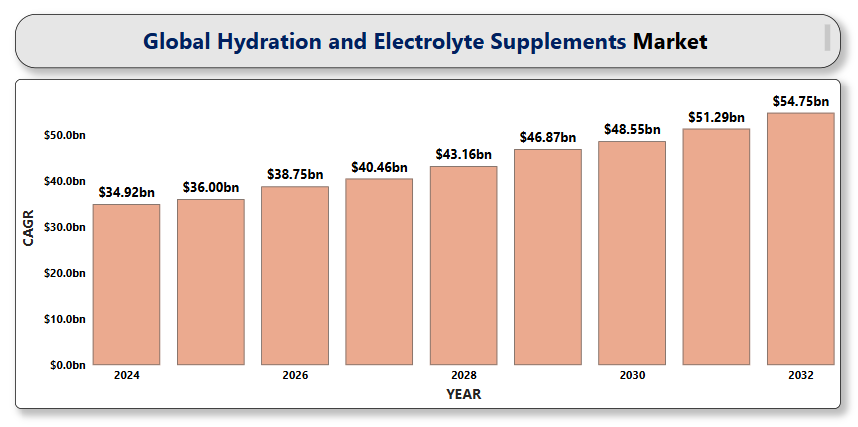 Global Hydration and Electrolyte Supplements Market
$54.75bn
$51.29bn
$48.55bn
$46.87bn
$43.16bn
$40.46bn
$38.75bn
$36.00bn
$34.92bn
$50.0bn
$40.0bn
$30.0bn
$20.0bn
$10.0bn
$0.0bn
CAGR
2024 2026 2028 2030 2032
YEAR